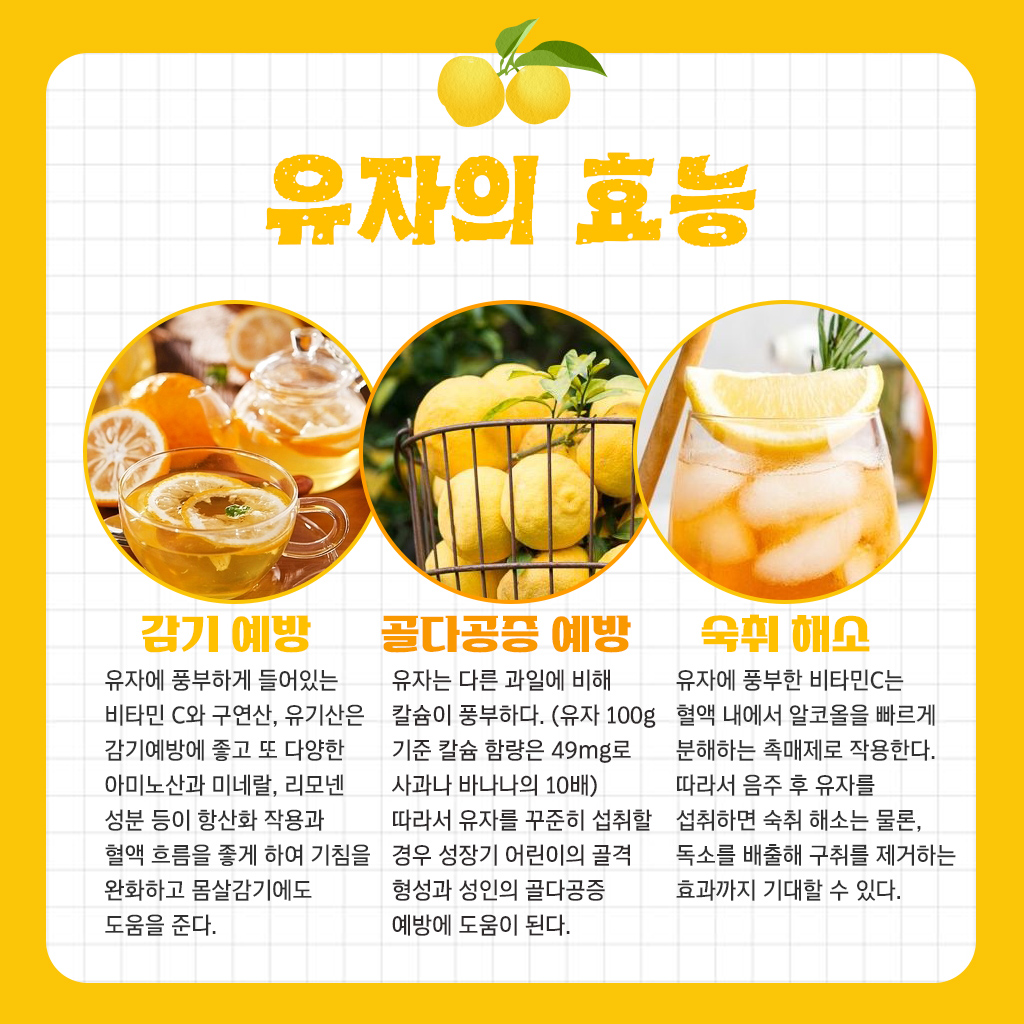 유자의 효능
감기 예방
유자에 풍부하게 들어있는
비타민 C와 구연산, 유기산은
감기예방에 좋고 또 다양한
아미노산과 미네랄, 리모넨
성분 등이 항산화 작용과
혈액 흐름을 좋게 하여 기침을
완화하고 몸살감기에도
도움을 준다.
골다공증 예방
유자는 다른 과일에 비해
칼슘이 풍부하다. (유자 100g
기준 칼슘 함량은 49mg로
사과나 바나나의 10배)
따라서 유자를 꾸준히 섭취할
경우 성장기 어린이의 골격
형성과 성인의 골다공증
예방에 도움이 된다.
숙취 해소
유자에 풍부한 비타민C는
혈액 내에서 알코올을 빠르게
분해하는 촉매제로 작용한다.
따라서 음주 후 유자를
섭취하면 숙취 해소는 물론,
독소를 배출해 구취를 제거하는
효과까지 기대할 수 있다.